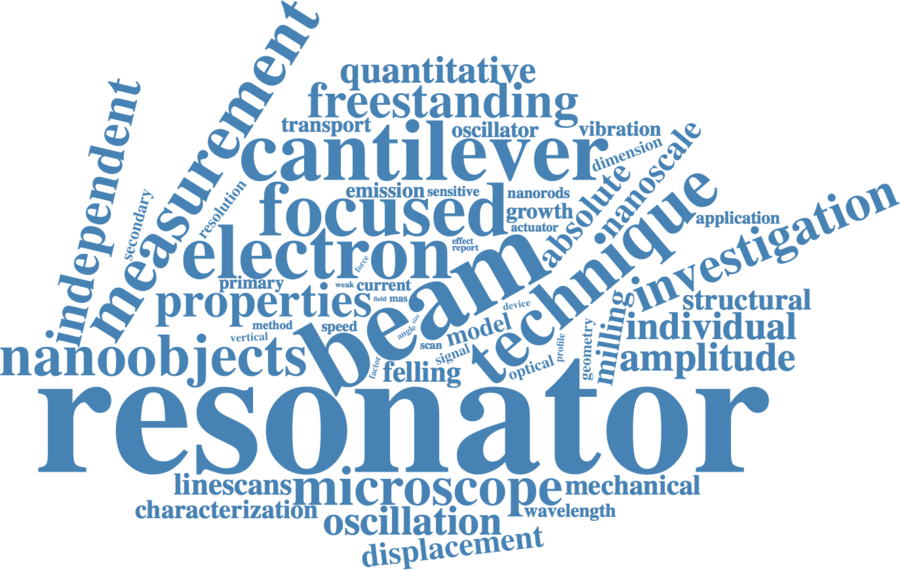 quantitative
freestanding
transport
oscillator
vibration
measurement
independent
cantilever
dimension
nanoscale
secondary
resolution
emission
sensitive
nanorods
absolute
focused
growth
actuator
technique
application
investigation
electron
effect
report
force
primary
weak
current
beam
properties
field
mas
device
structural
method
speed
angle
size
model
milling
individual
vertical
scan
signal
profile
geometry
nanoobjects
factor
felling
optical
amplitude
resonator
linescans
microscope
mechanical
characterization
oscillation
wavelength
displacement